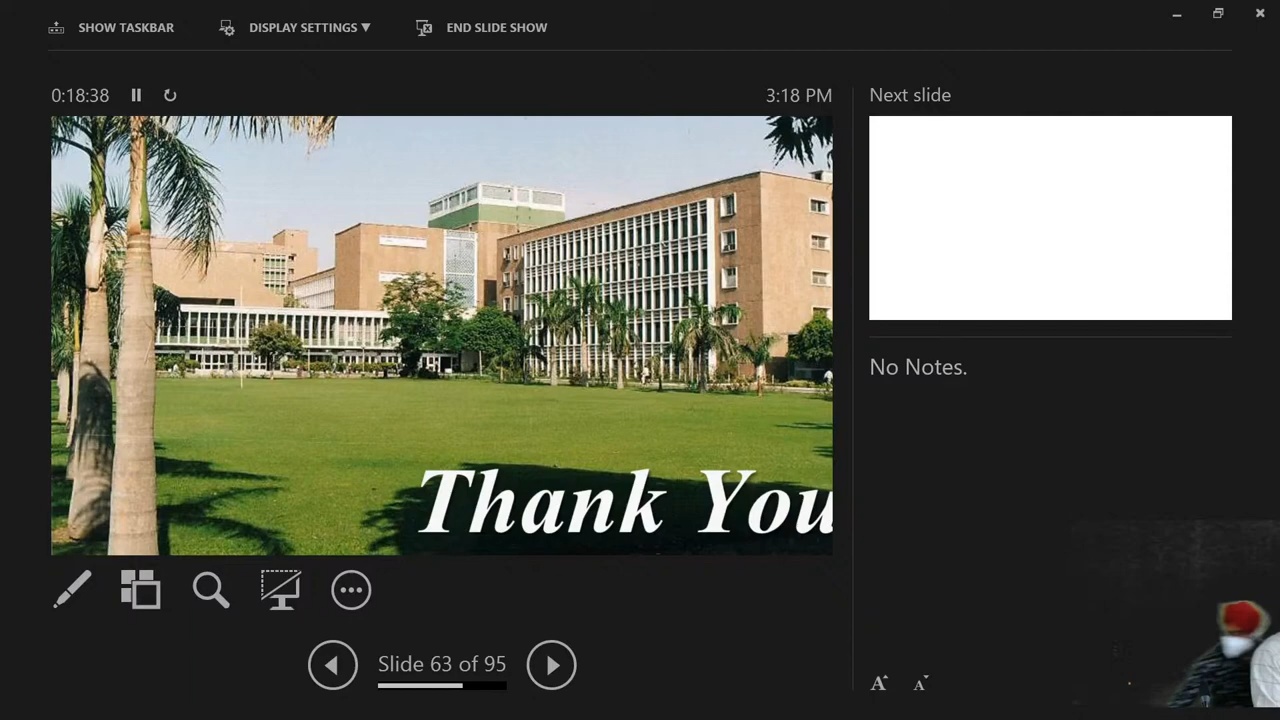 SHOW TASKBAR
DISPLAY SETTINGS ▼
END SLIDE SHOW
0:18:38
3:18 PM
Next slide
Thank You
No Notes.
Slide 63 of 95
A A